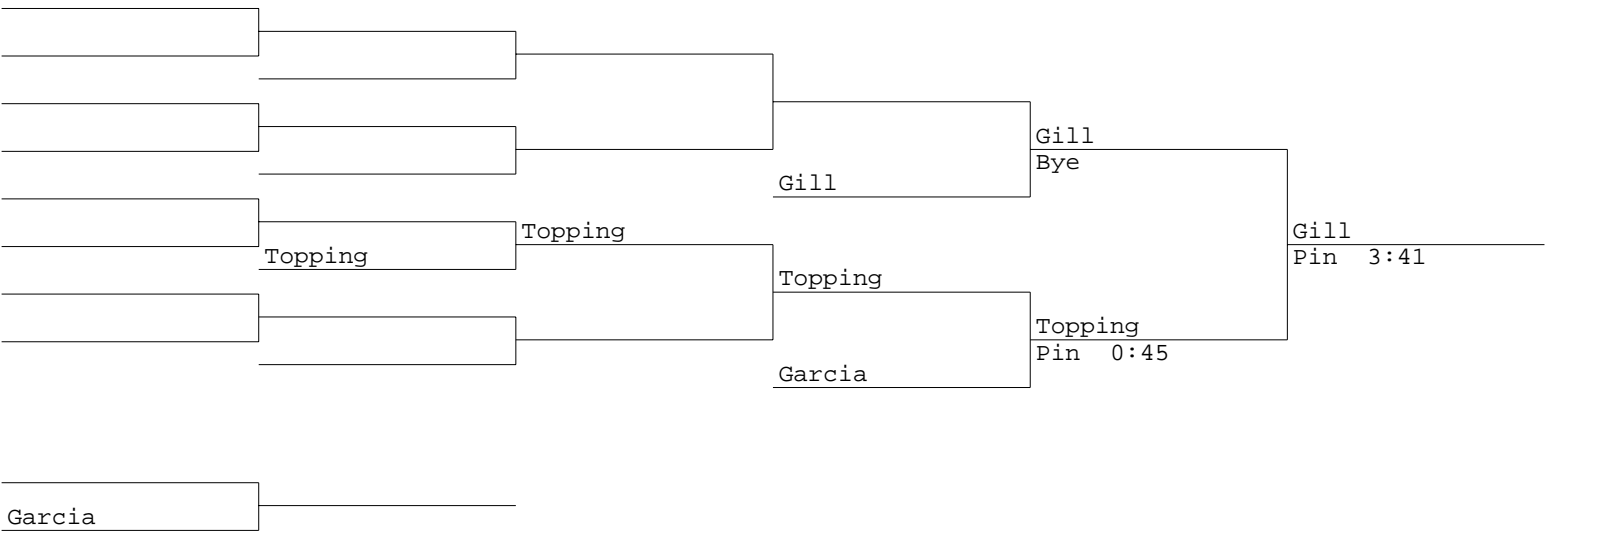 Gill
Bye
Gill
Topping
Gill
Topping
Pin 3:41
Topping
Topping
Pin 0:45
Garcia
Garcia